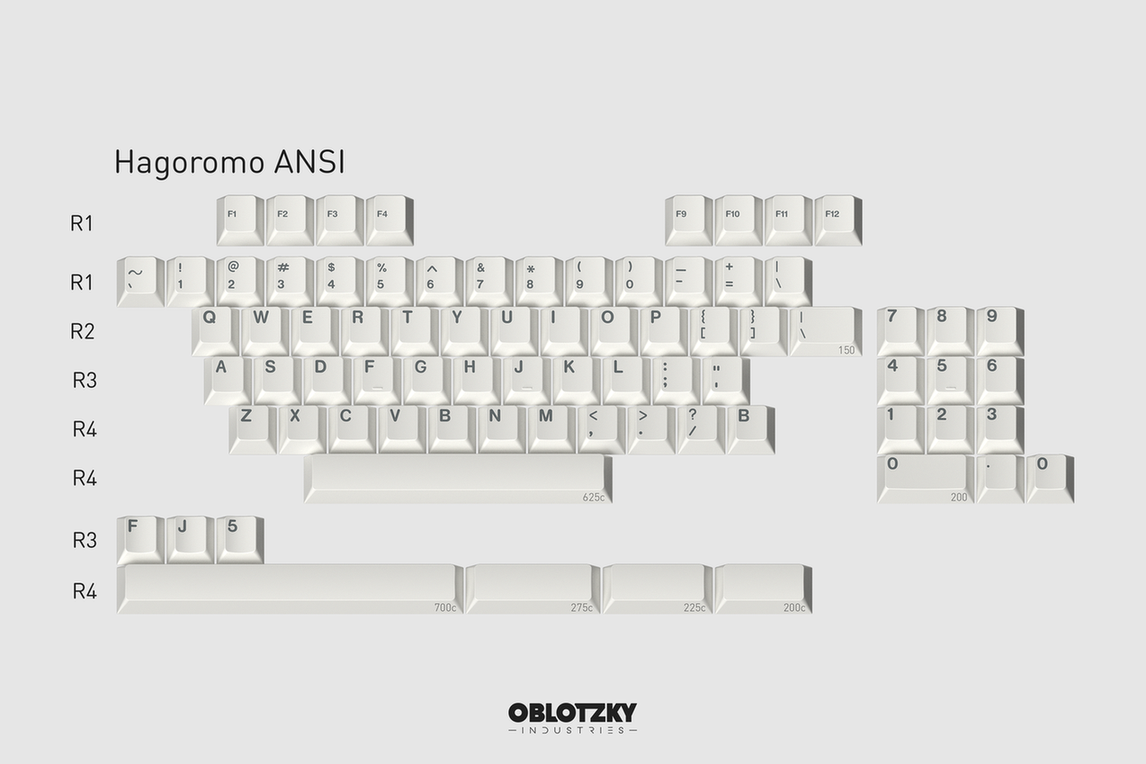 Hagoromo ANSI
R1 F1 F2 F3 F4 F9 F10 F11 F12
R1 ~ ` ! 1 @ 2 # 3 $ 4 % 5 ^ 6 & 7 * 8 ( 9 ) 0 _ - + = | \
R2 Q W E R T Y U I O P { [ } ] | \ 150 7 8 9
R3 A S D F G H J K L : ; " ' 4 5 6
R4 Z X C V B N M < , > . ? / B 1 2 3
R4 625c 0 200 . 0
R3 F J 5
R4 700c 275c 225c 200c
OBLOTZKY
INDUSTRIES